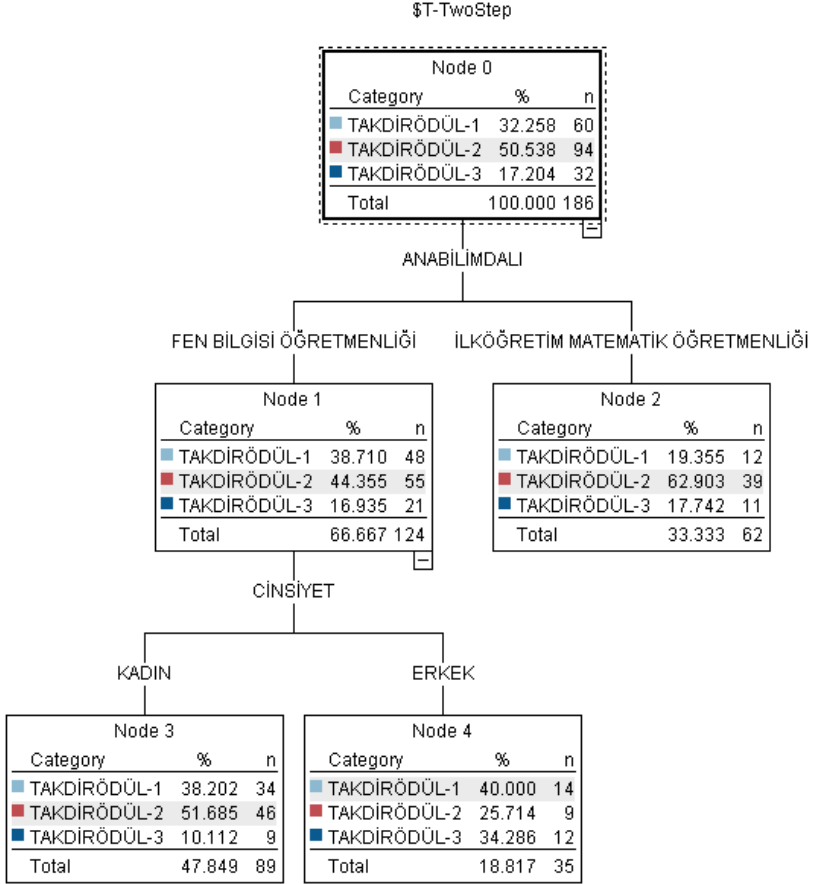 $T-TwoStep
Node 0
Category % n
TAKDİRÖDÜL-1 32.258 60
TAKDİRÖDÜL-2 50.538 94
TAKDİRÖDÜL-3 17.204 32
Total 100.000 186
ANABİLİMDALI
FEN BİLGİSİ ÖĞRETMENLİĞİ
İLKÖĞRETİM MATEMATİK ÖĞRETMENLİĞİ
Node 1
Category % n
TAKDİRÖDÜL-1 38.710 48
TAKDİRÖDÜL-2 44.355 55
TAKDİRÖDÜL-3 16.935 21
Total 66.667 124
Node 2
Category % n
TAKDİRÖDÜL-1 19.355 12
TAKDİRÖDÜL-2 62.903 39
TAKDİRÖDÜL-3 17.742 11
Total 33.333 62
CİNSİYET
KADIN
ERKEK
Node 3
Category % n
TAKDİRÖDÜL-1 38.202 34
TAKDİRÖDÜL-2 51.685 46
TAKDİRÖDÜL-3 10.112 9
Total 47.849 89
Node 4
Category % n
TAKDİRÖDÜL-1 40.000 14
TAKDİRÖDÜL-2 25.714 9
TAKDİRÖDÜL-3 34.286 12
Total 18.817 35